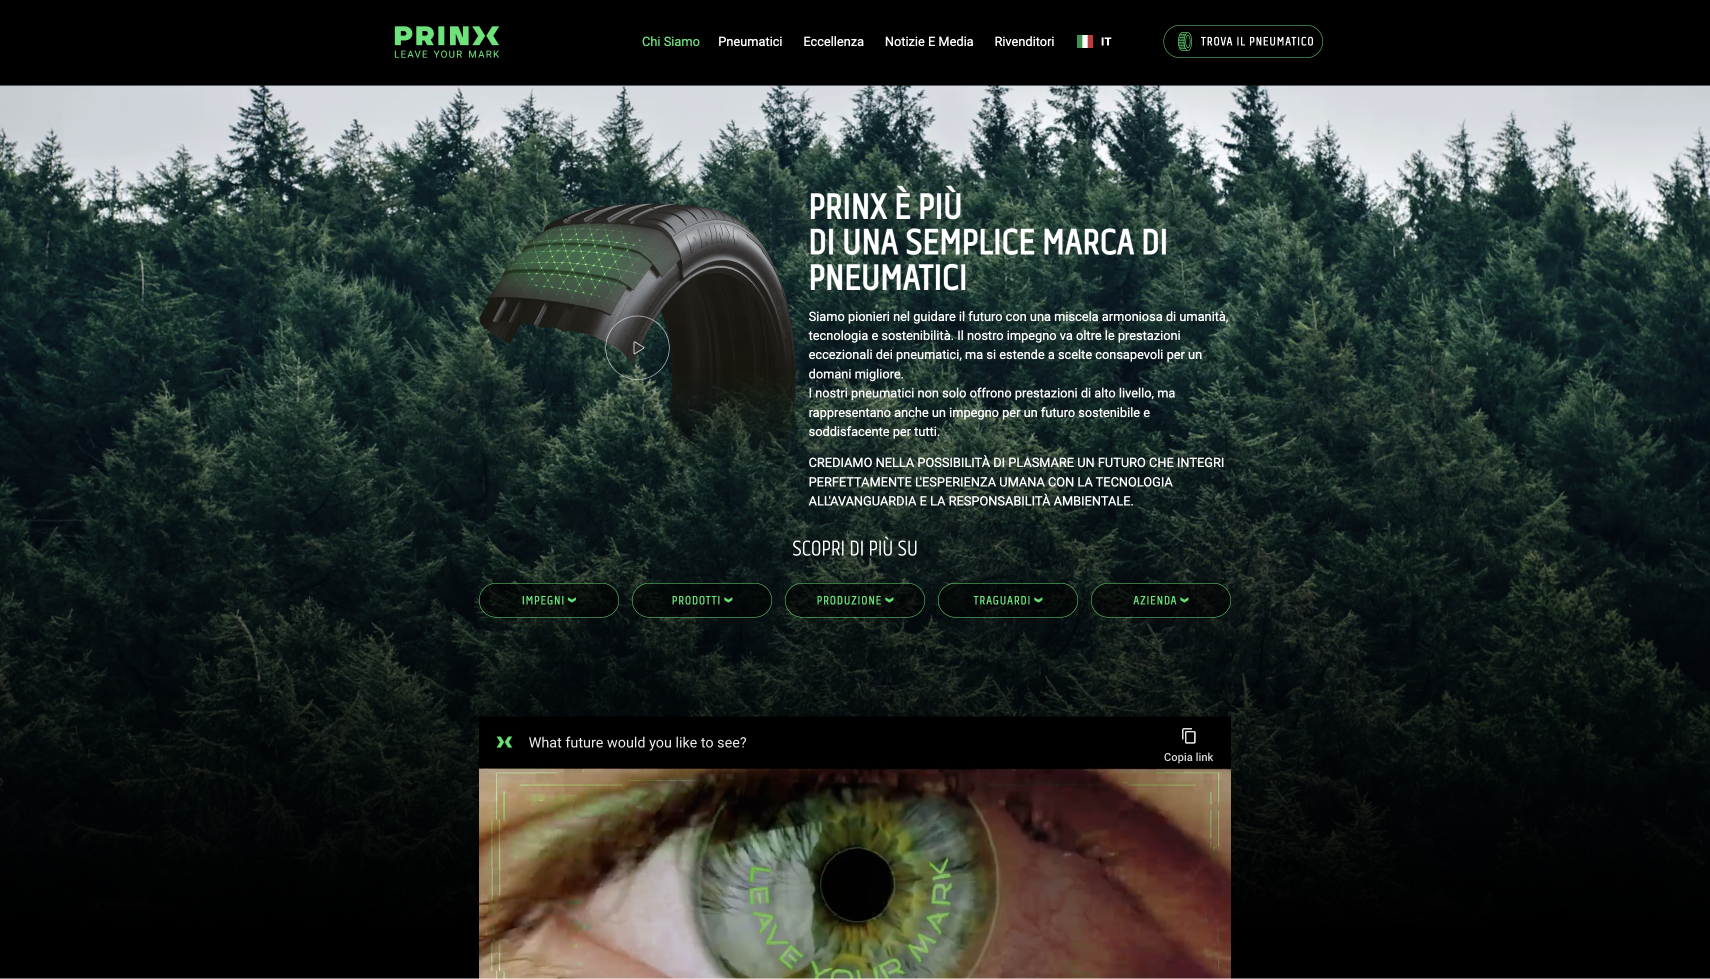 PRINX
LEAVE YOUR MARK
Chi Siamo
Pneumatici
Eccellenza
Notizie E Media
Rivenditori
IT
TROVA IL PNEUMATICO
PRINX È PIÙ
DI UNA SEMPLICE MARCA DI
PNEUMATICI
Siamo pionieri nel guidare il futuro con una miscela armoniosa di umanità,
tecnologia e sostenibilità. Il nostro impegno va oltre le prestazioni
eccezionali dei pneumatici, ma si estende a scelte consapevoli per un
domani migliore.
I nostri pneumatici non solo offrono prestazioni di alto livello, ma
rappresentano anche un impegno per un futuro sostenibile e
soddisfacente per tutti.
CREDIAMO NELLA POSSIBILITÀ DI PLASMARE UN FUTURO CHE INTEGRI
PERFETTAMENTE L'ESPERIENZA UMANA CON LA TECNOLOGIA
ALL'AVANGUARDIA E LA RESPONSABILITÀ AMBIENTALE.
SCOPRI DI PIÙ SU
IMPEGNI
PRODOTTI
PRODUZIONE
TRAGUARDI
AZIENDA
What future would you like to see?
Copia link
LEAVE YOUR MARK